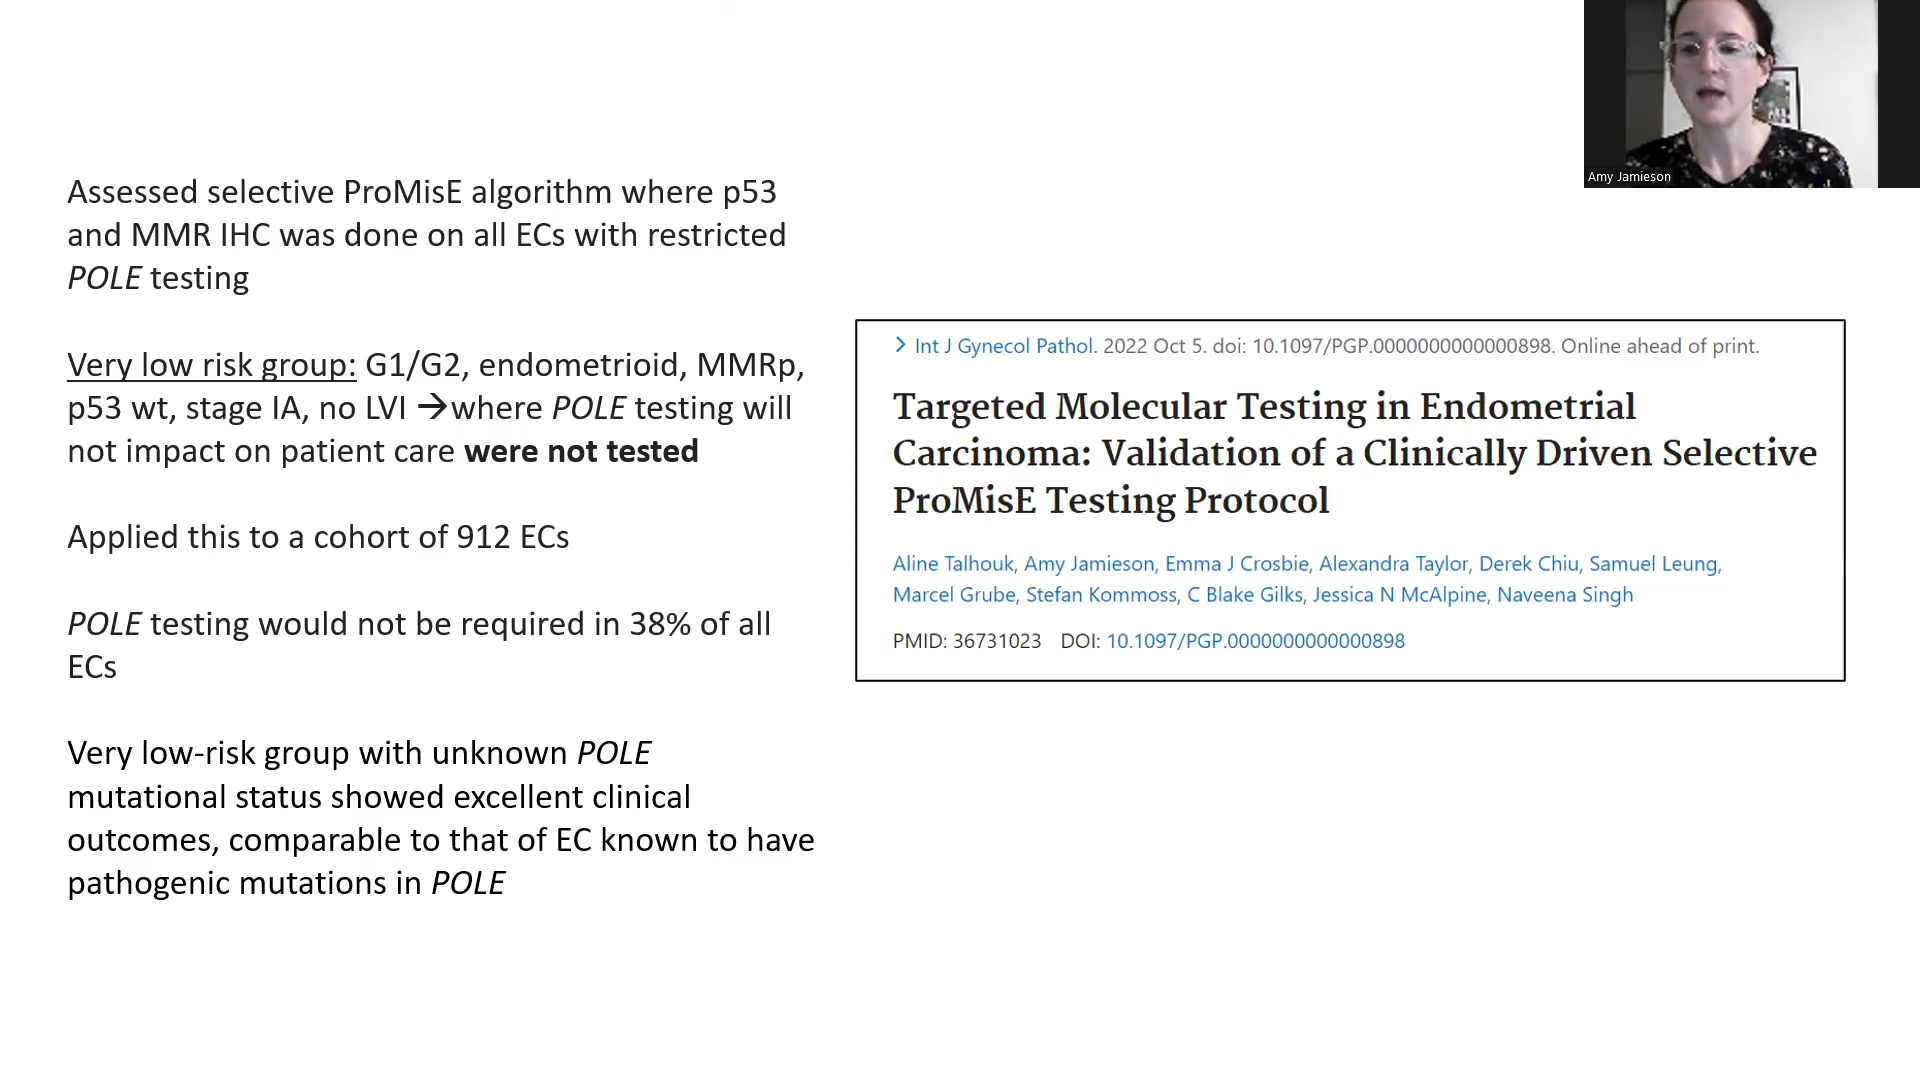 Amy Jamieson
Assessed selective ProMisE algorithm where p53
and MMR IHC was done on all ECs with restricted
POLE testing
Very low risk group: G1/G2, endometrioid, MMRp,
p53 wt, stage IA, no LVI →where POLE testing will
not impact on patient care were not tested
Applied this to a cohort of 912 ECs
POLE testing would not be required in 38% of all
ECs
Very low-risk group with unknown POLE
mutational status showed excellent clinical
outcomes, comparable to that of EC known to have
pathogenic mutations in POLE
> Int J Gynecol Pathol. 2022 Oct 5. doi: 10.1097/PGP.0000000000000898. Online ahead of print.
Targeted Molecular Testing in Endometrial
Carcinoma: Validation of a Clinically Driven Selective
ProMisE Testing Protocol
Aline Talhouk, Amy Jamieson, Emma J Crosbie, Alexandra Taylor, Derek Chiu, Samuel Leung,
Marcel Grube, Stefan Kommoss, C Blake Gilks, Jessica N McAlpine, Naveena Singh
PMID: 36731023 DOI: 10.1097/PGP.0000000000000898